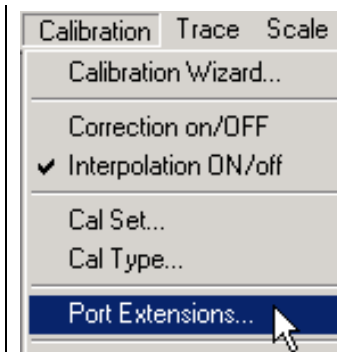 Calibration Trace Scale
Calibration Wizard...
Correction on/OFF
Interpolation ON/off
Cal Set...
Cal Type...
Port Extensions...